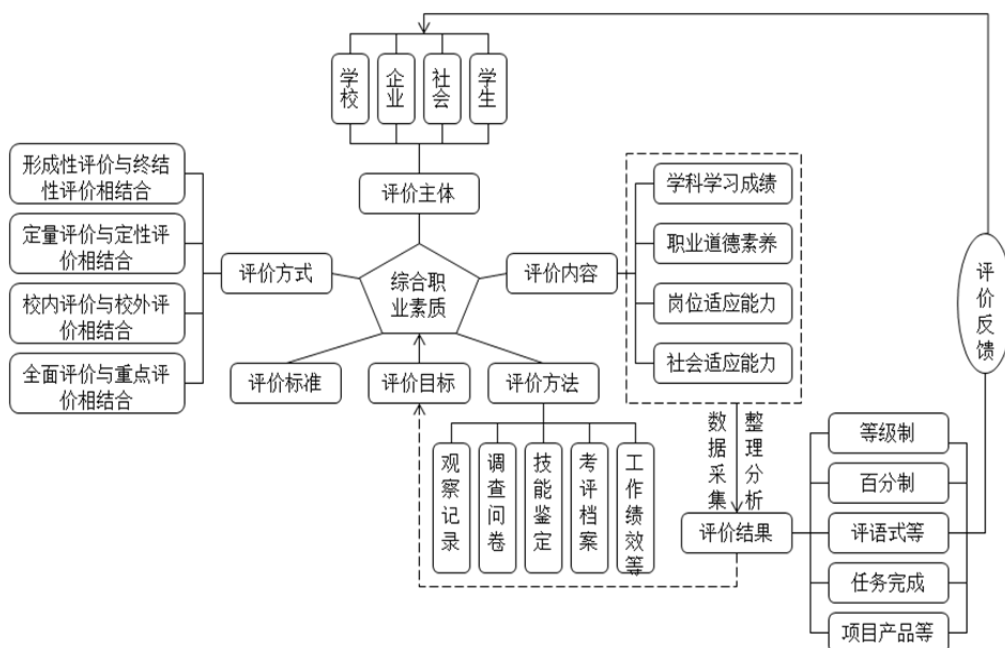 学校
企业
社会
学生
评价主体
形成性评价与终结
性评价相结合
定量评价与定性评
价相结合
校内评价与校外评
价相结合
全面评价与重点评
价相结合
评价方式
综合职
业素质
评价内容
学科学习成绩
职业道德素养
岗位适应能力
社会适应能力
评价反馈
评价标准
评价目标
评价方法
观察记录
调查问卷
技能鉴定
考评档案
工作绩效等
数据采集
整理分析
评价结果
等级制
百分制
评语式等
任务完成
项目产品等